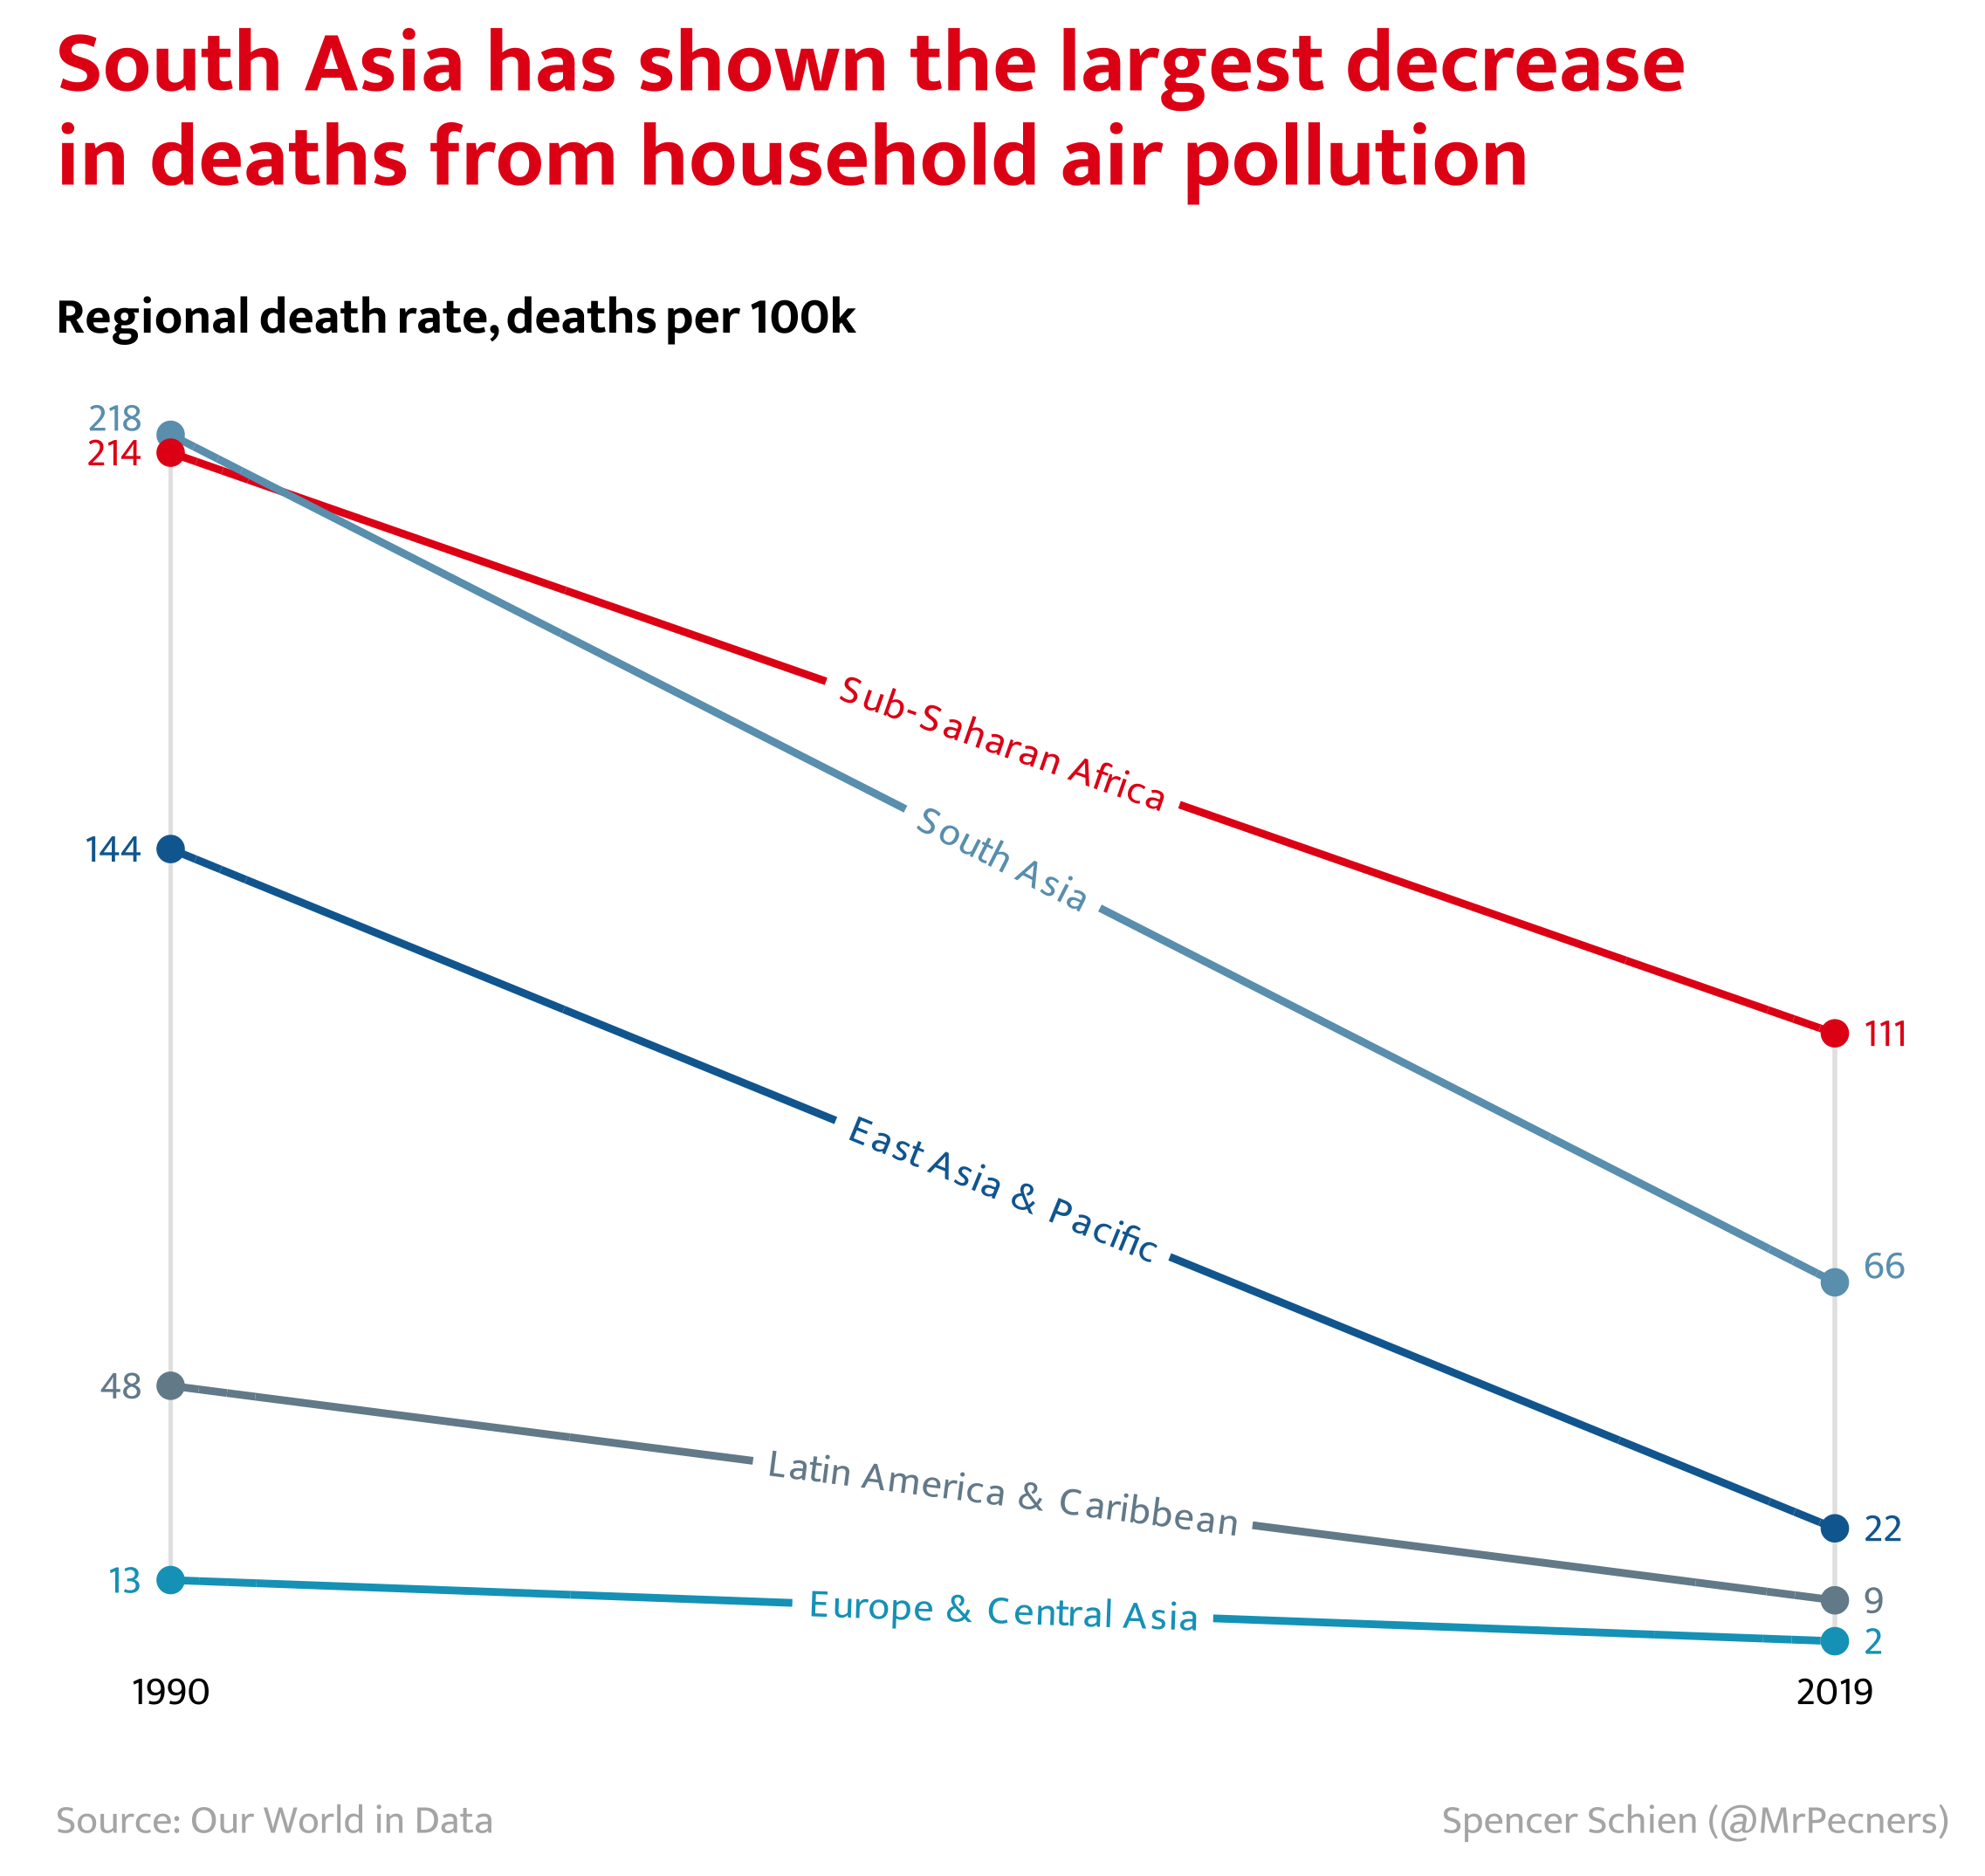 South Asia has shown the largest decrease
in deaths from household air pollution
Regional death rate, deaths per 100k
218
214
Sub-Saharan Africa
South Asia
144
111
East Asia & Pacific
66
48
Latin America & Caribbean
22
13
Europe & Central Asia
9
2
1990
2019
Source: Our World in Data
Spencer Schien (@MrPecners)